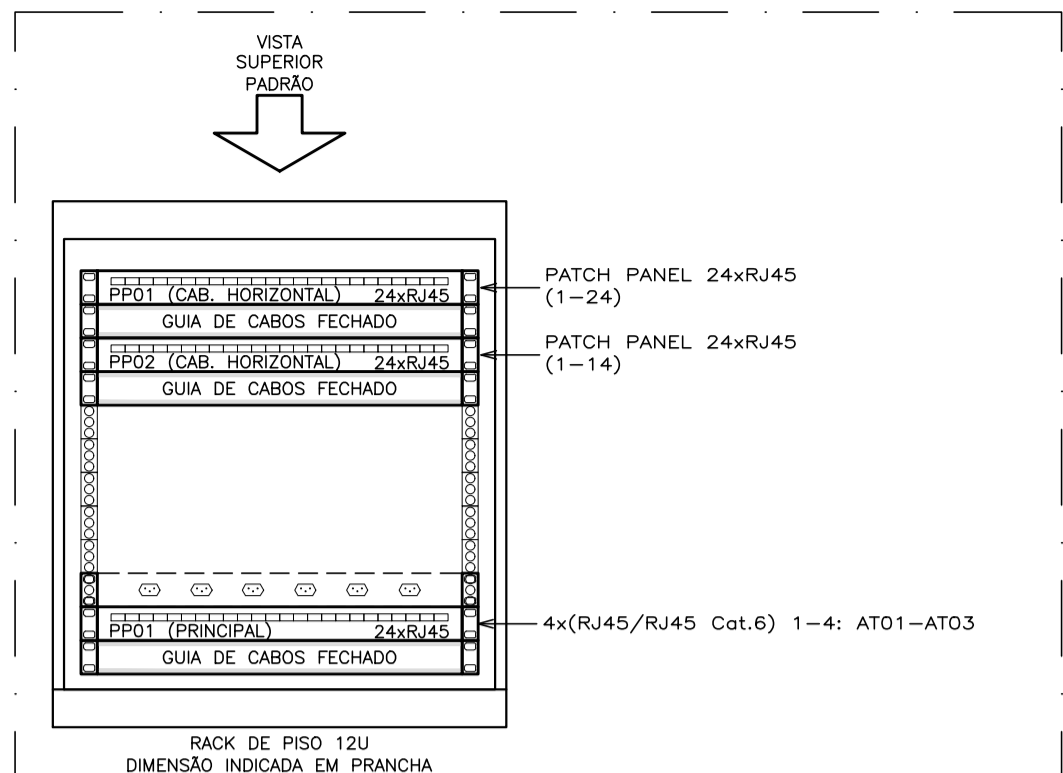 VISTA
SUPERIOR
PADRÃO
PP01 (CAB. HORIZONTAL) 24xRJ45
PATCH PANEL 24xRJ45
(1-24)
GUIA DE CABOS FECHADO
PP02 (CAB. HORIZONTAL) 24xRJ45
PATCH PANEL 24xRJ45
(1-14)
GUIA DE CABOS FECHADO
PP01 (PRINCIPAL) 24xRJ45
4x(RJ45/RJ45 Cat.6) 1-4: AT01-AT03
GUIA DE CABOS FECHADO
RACK DE PISO 12U
DIMENSÃO INDICADA EM PRANCHA